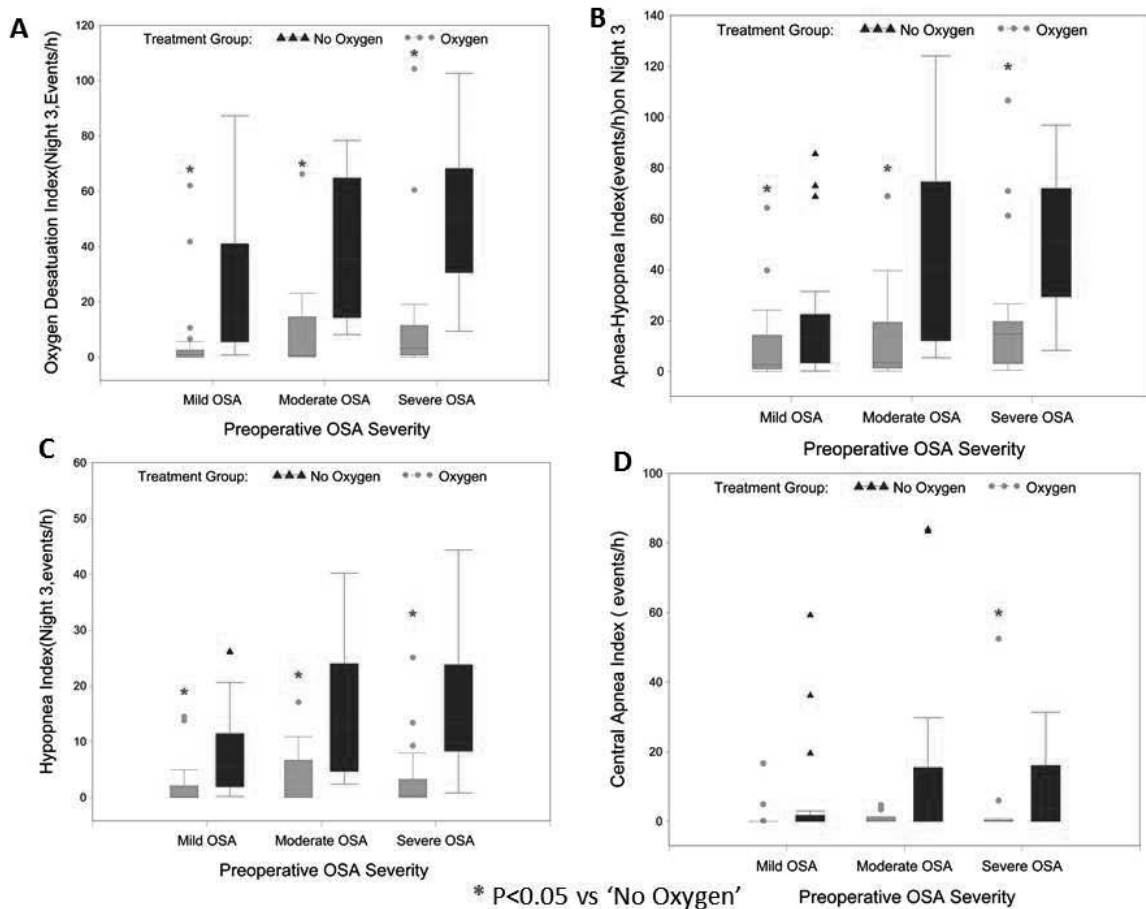 A
Treatment Group: No Oxygen Oxygen
Oxygen Desatuation Index(Night 3,Events/h)
120
100
80
60
40
20
0
*
*
*
Mild OSA Moderate OSA Severe OSA
Preoperative OSA Severity
B
Treatment Group: No Oxygen Oxygen
Apnea-Hypopnea Index(events/h)on Night 3
140
120
100
80
60
40
20
0
*
*
*
Mild OSA Moderate OSA Severe OSA
Preoperative OSA Severity
C
Treatment Group: No Oxygen Oxygen
Hypopnea Index(Night 3,events/h)
60
50
40
30
20
10
0
*
*
*
Mild OSA Moderate OSA Severe OSA
Preoperative OSA Severity
D
Treatment Group: No Oxygen Oxygen
Central Apnea Index ( events/h)
100
80
60
40
20
0
*
Mild OSA Moderate OSA Severe OSA
Preoperative OSA Severity
* P<0.05 vs ‘No Oxygen’